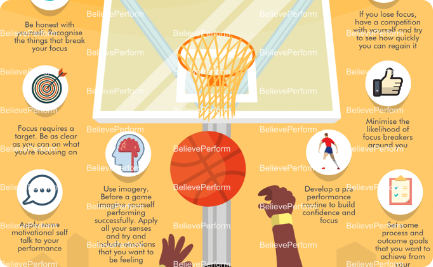 Be honest with
yourself. Recognise
the things that break
your focus
Focus requires a
target. Be as clear
as you can on what
you're focusing on
Apply some
motivational self
talk to your
performance
Use imagery.
Before a game
imagine yourself
performing
successfully. Apply
all your senses
and try and
include emotions
that you want to
be feeling
If you lose focus,
have a competition
with yourself and try
to see how quickly
you can regain it
Minimise the
likelihood of
focus breakers
around you
Develop a pre
performance
routine to build
confidence and
focus
Set some
process and
outcome goals
that you want to
achieve from
your
BelievePerform
BelievePerform
BelievePerform
BelievePerform
BelievePerform
BelievePerform
BelievePerform
BelievePerform
BelievePerform
BelievePerform
BelievePerform
BelievePerform